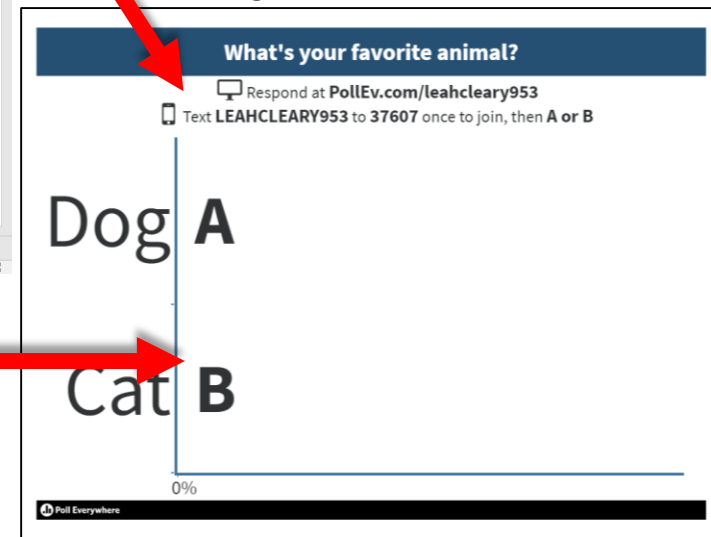 What's your favorite animal?
Respond at PollEv.com/leahcleary953
Text LEAHCLEARY953 to 37607 once to join, then A or B
Dog A
Cat B
0%
Poll Everywhere